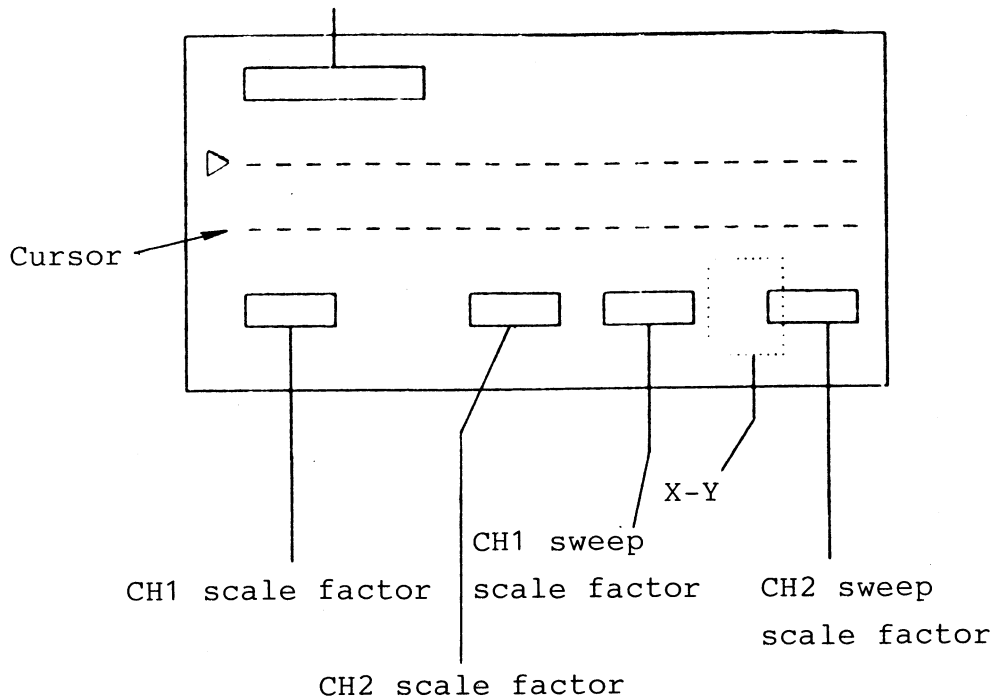 Cursor
X-Y
CH1 sweep
scale factor
CH1 scale factor
CH2 sweep
scale factor
CH2 scale factor